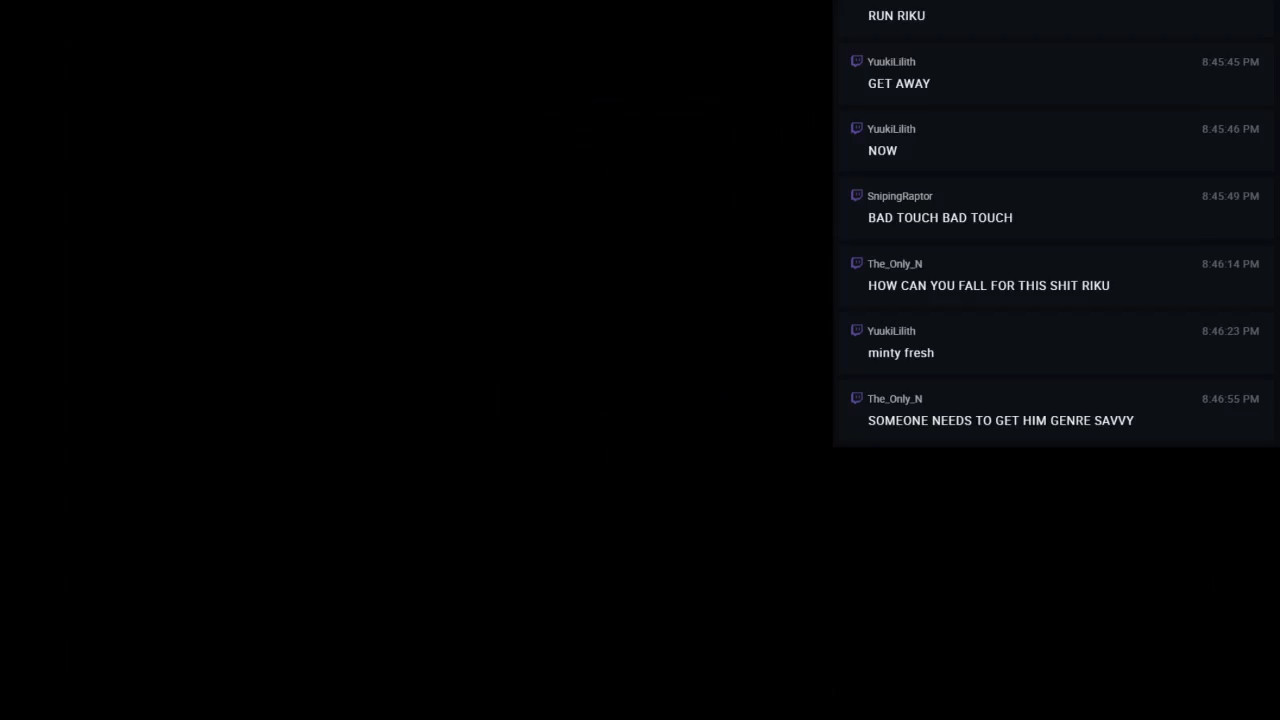 RUN RIKU
YuukiLilith 8:45:45 PM
GET AWAY
YuukiLilith 8:45:46 PM
NOW
SnipingRaptor 8:45:49 PM
BAD TOUCH BAD TOUCH
The_Only_N 8:46:14 PM
HOW CAN YOU FALL FOR THIS SHIT RIKU
YuukiLilith 8:46:23 PM
minty fresh
The_Only_N 8:46:55 PM
SOMEONE NEEDS TO GET HIM GENRE SAVVY